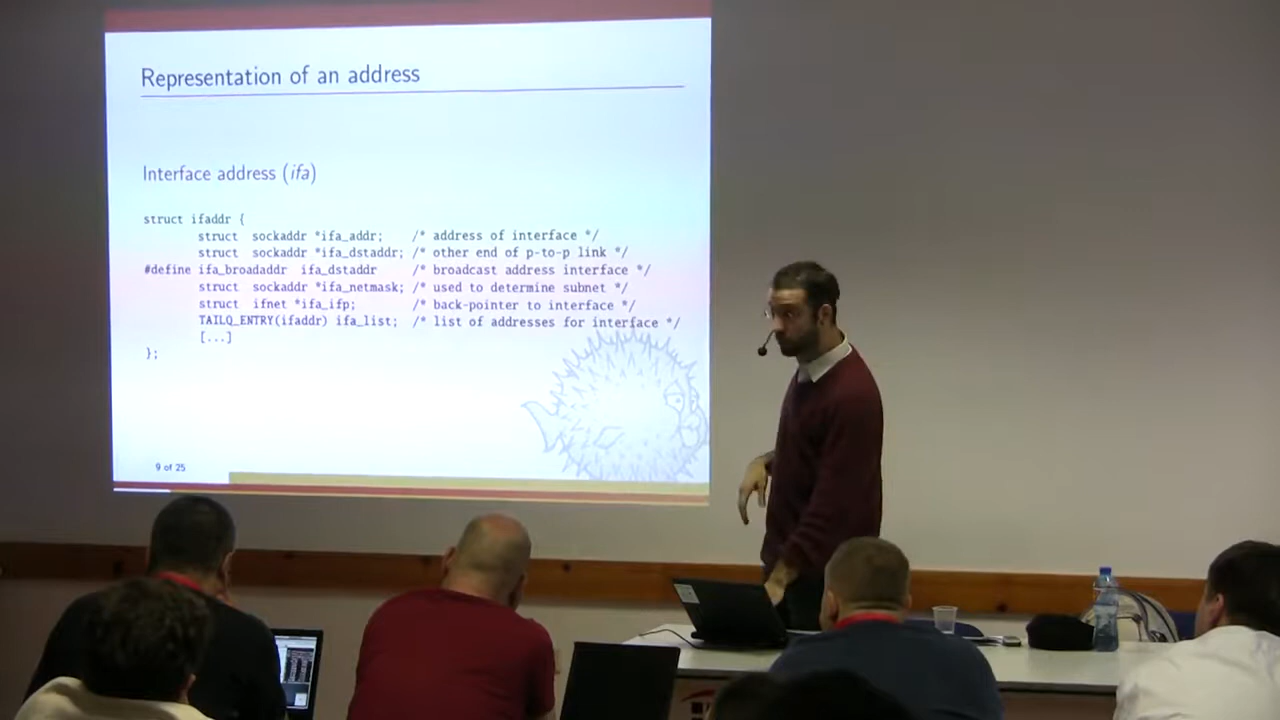 Representation of an address
Interface address (ifa)
struct ifaddr {
struct sockaddr *ifa_addr; /* address of interface */
struct sockaddr *ifa_dstaddr; /* other end of p-to-p link */
#define ifa_broadaddr ifa_dstaddr /* broadcast address interface */
struct sockaddr *ifa_netmask; /* used to determine subnet */
struct ifnet *ifa_ifp; /* back-pointer to interface */
TAILQ_ENTRY(ifaddr) ifa_list; /* list of addresses for interface */
[...]
};
9 of 25